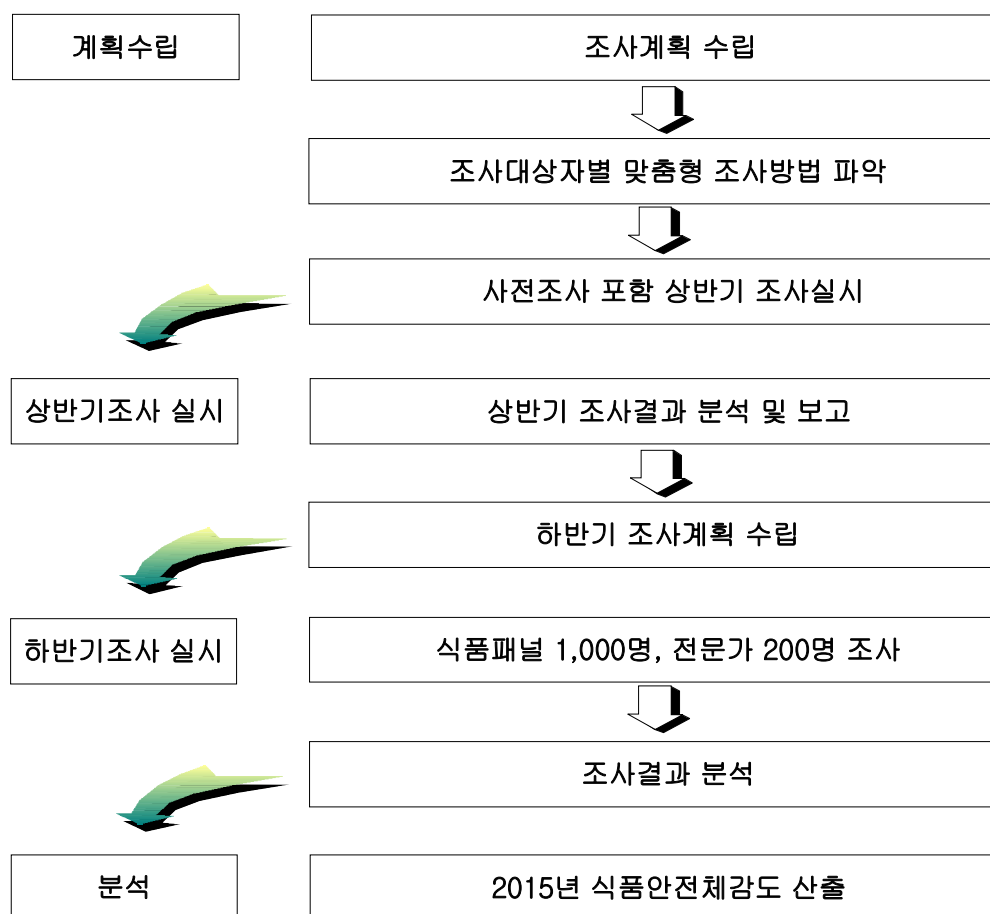 계획수립
조사계획 수립
조사대상자별 맞춤형 조사방법 파악
사전조사 포함 상반기 조사실시
상반기조사 실시
상반기 조사결과 분석 및 보고
하반기 조사계획 수립
하반기조사 실시
식품패널 1,000명, 전문가 200명 조사
조사결과 분석
분석
2015년 식품안전체감도 산출